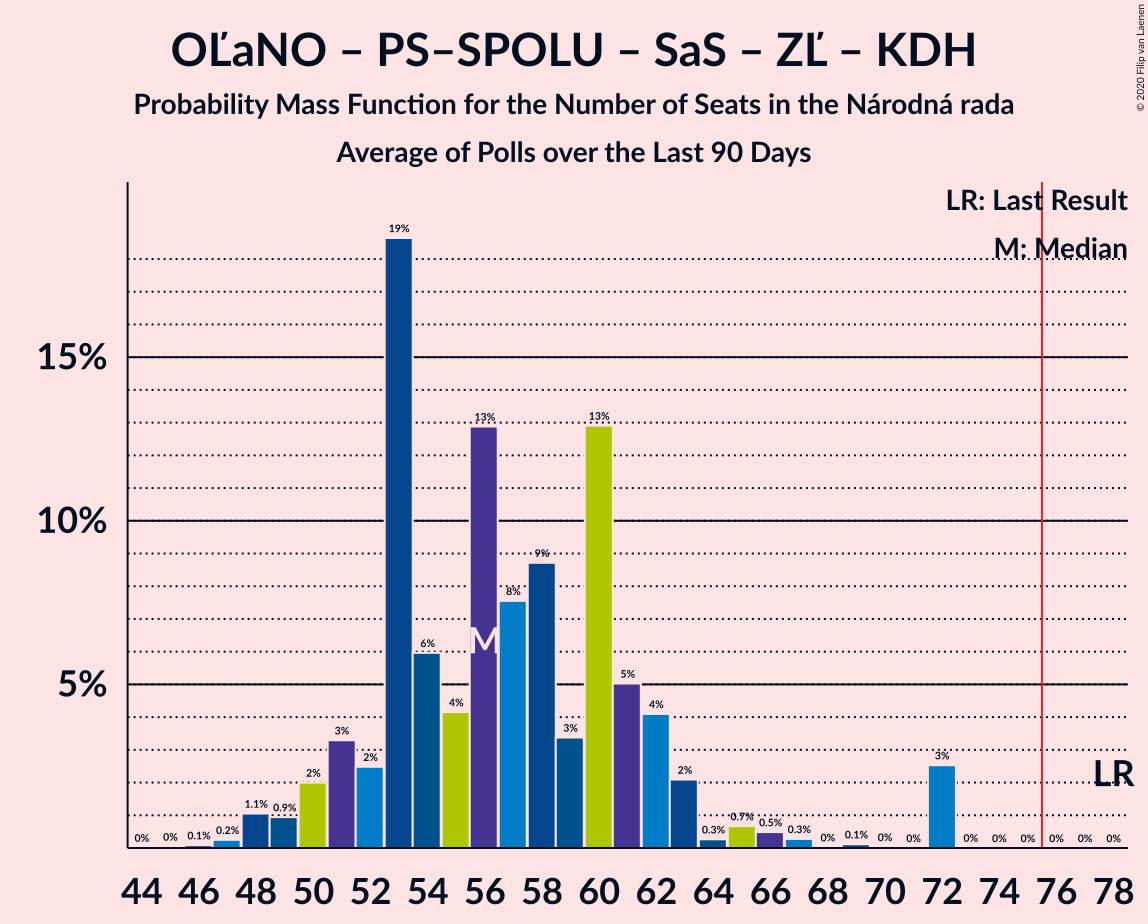 OĽaNO – PS–SPOLU – SaS – ZĽ – KDH
Probability Mass Function for the Number of Seats in the Národná rada
Average of Polls over the Last 90 Days
© 2020 Filip van Laenen
LR: Last Result
M: Median
15%
10%
5%
0% 0% 0.1% 0.2% 1.1% 0.9% 2% 3% 2% 19% 6% 4% 13% 8% 9% 3% 13% 5% 4% 2% 0.3% 0.7% 0.5% 0.3% 0% 0.1% 0% 0% 3% 0% 0% 0% 0% 0% 0%
M
LR
44 46 48 50 52 54 56 58 60 62 64 66 68 70 72 74 76 78